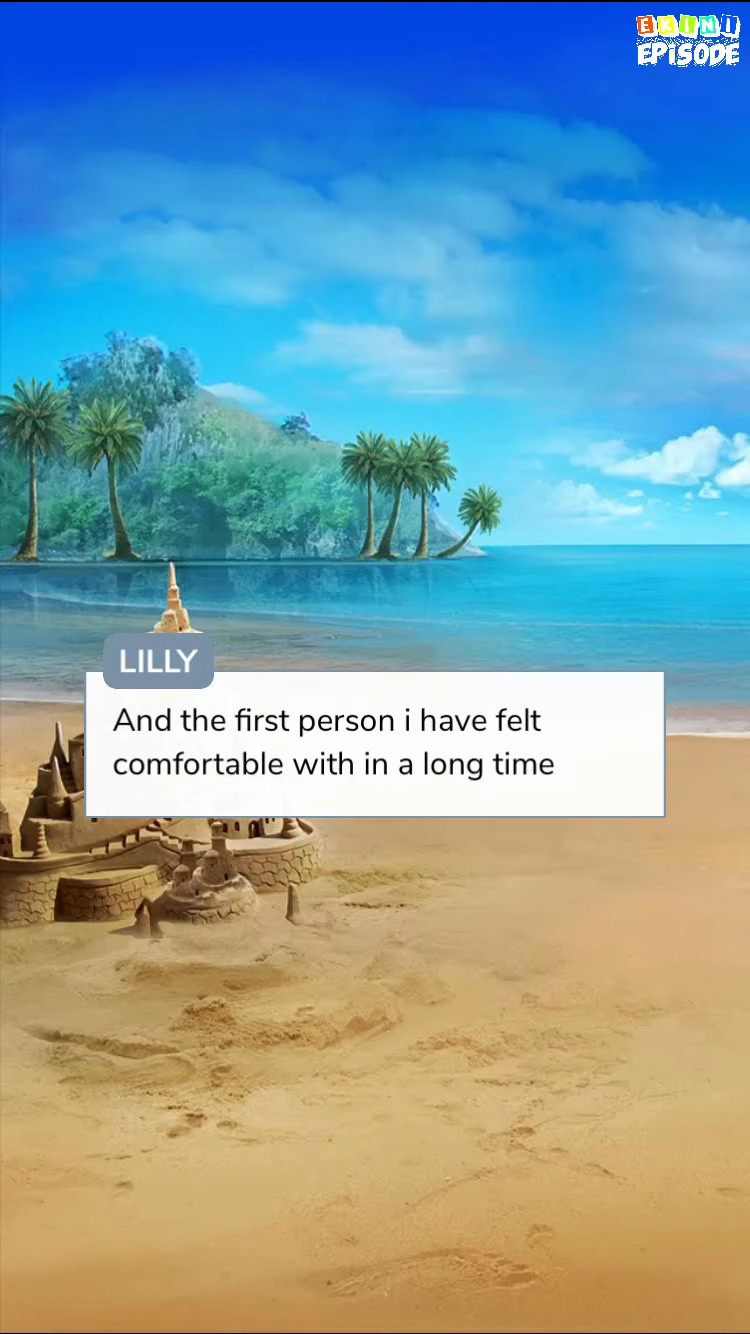 EKINI
EPISODE
LILLY
And the first person i have felt
comfortable with in a long time